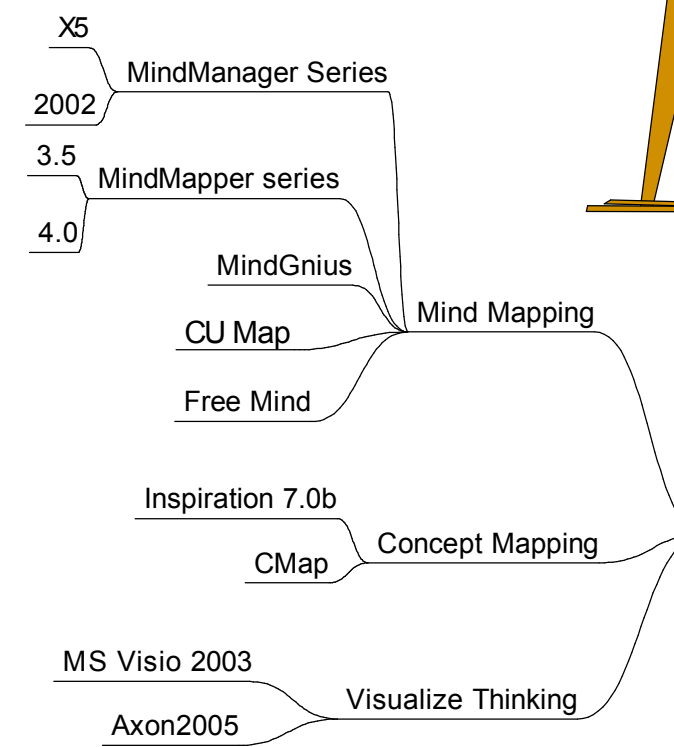 X5
MindManager Series
2002
3.5
MindMapper series
4.0
MindGnius
Mind Mapping
CU Map
Free Mind
Inspiration 7.0b
Concept Mapping
CMap
MS Visio 2003
Visualize Thinking
Axon2005